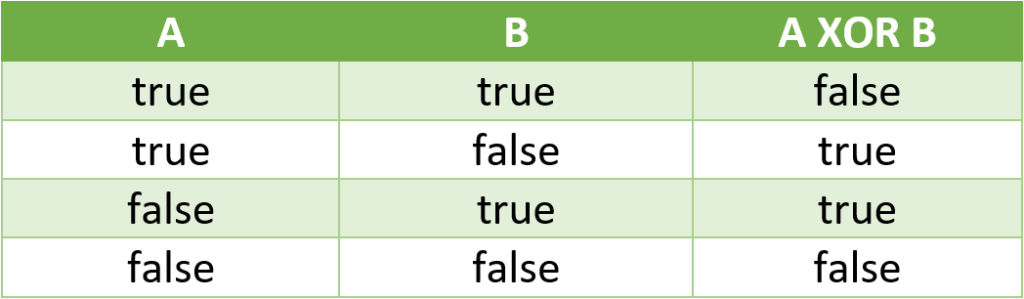 A B A XOR B
true true false
true false true
false true true
false false false